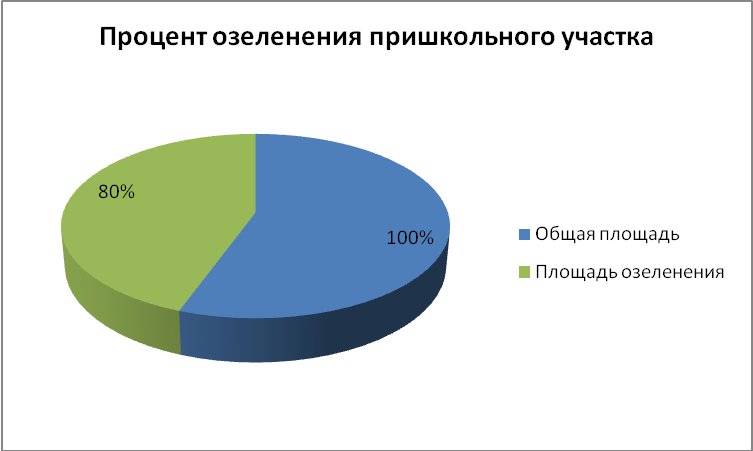 Процент озеленения пришкольного участка
80%
100%
Общая площадь
Площадь озеленения